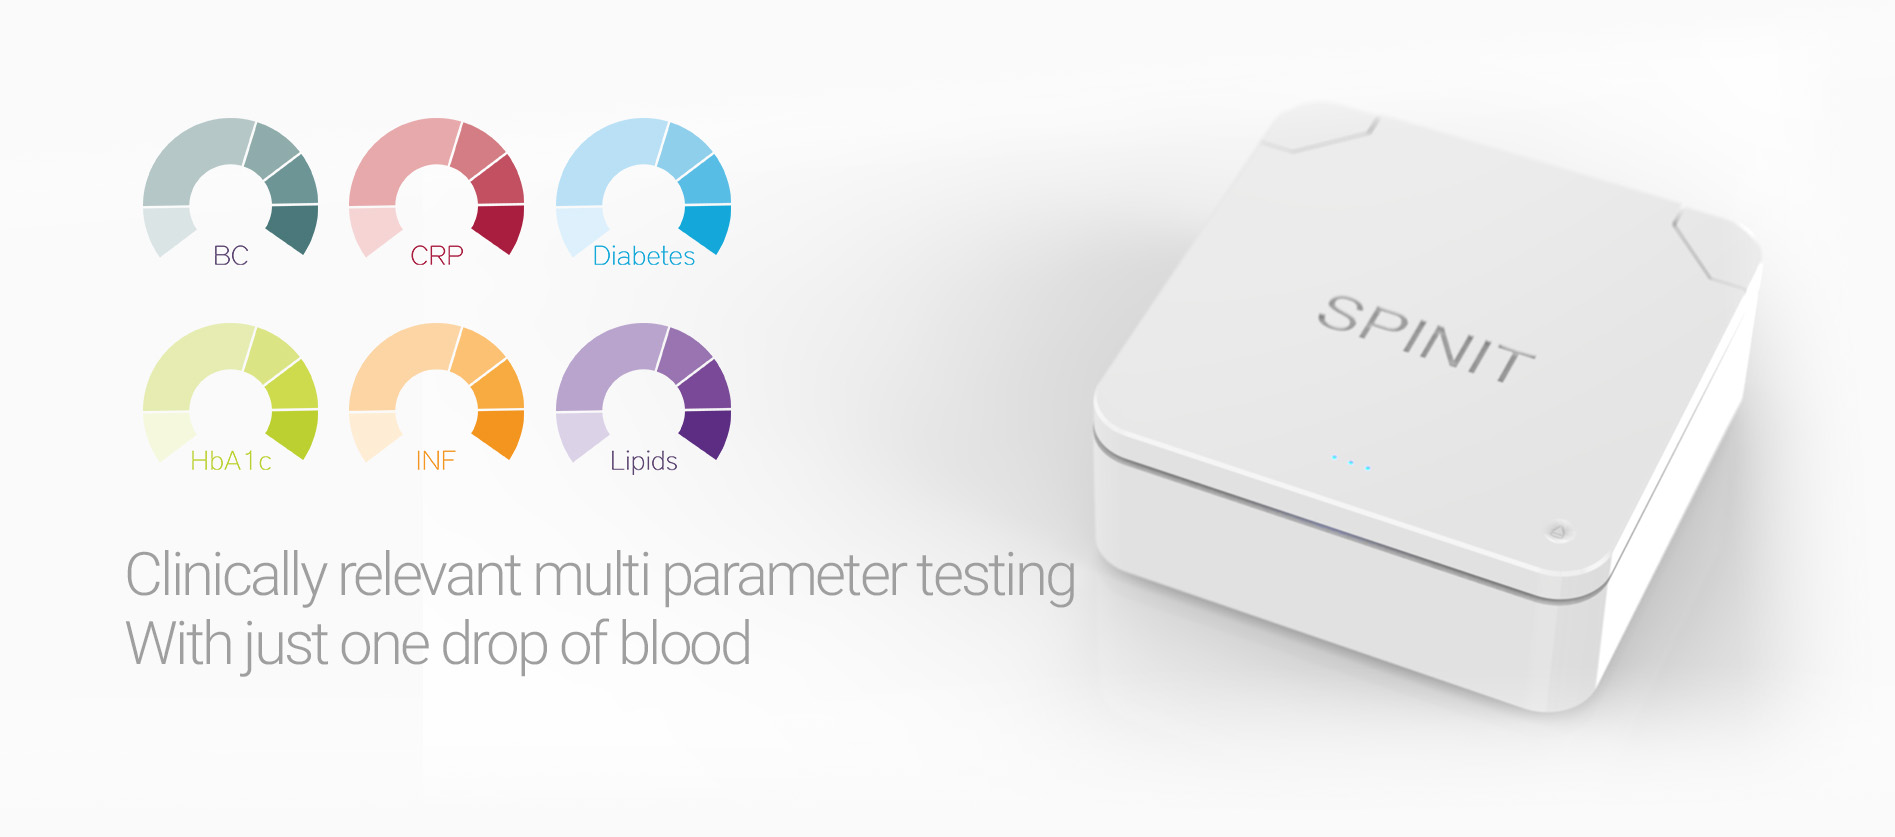 BC
CRP
Diabetes
HbA1c
INF
Lipids
Clinically relevant multi parameter testing
With just one drop of blood
SPINIT